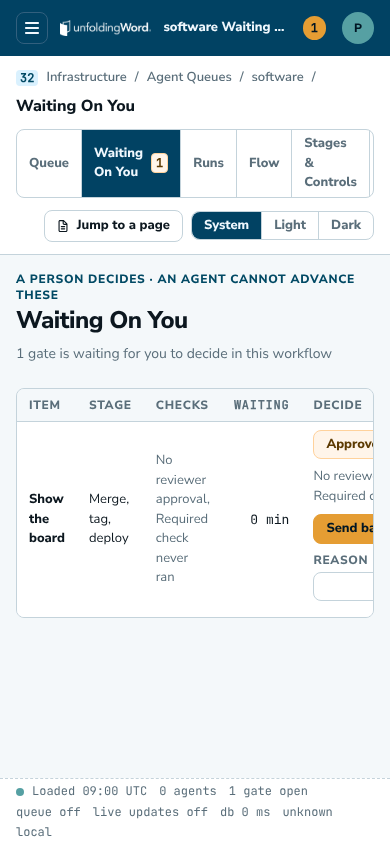 unfoldingWord. software Waiting ... 1 P
32 Infrastructure / Agent Queues / software /
Waiting On You
Queue
Waiting On You 1
Runs
Flow
Stages & Controls
Jump to a page
System Light Dark
A PERSON DECIDES · AN AGENT CANNOT ADVANCE
THESE
Waiting On You
1 gate is waiting for you to decide in this workflow
ITEM STAGE CHECKS WAITING DECIDE
Show
the
board
Merge,
tag,
deploy
No
reviewer
approval,
Required
check
never
ran
0 min
No
Required
Send
REASON
Loaded 09:00 UTC 0 agents 1 gate open
queue off live updates off db 0 ms unknown
local